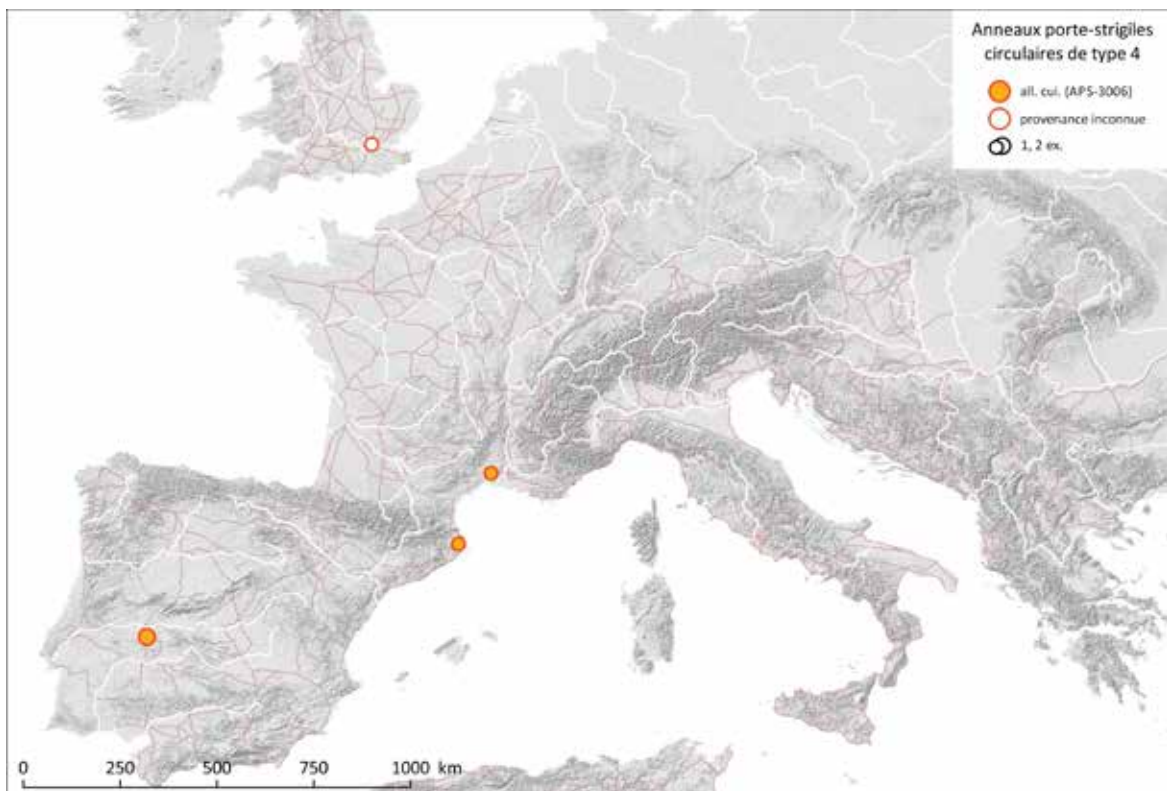 Anneaux porte-strigiles
circulaires de type 4
all. cui. (APS-3006)
provenance inconnue
1, 2 ex.
0 250 500 750 1000 km